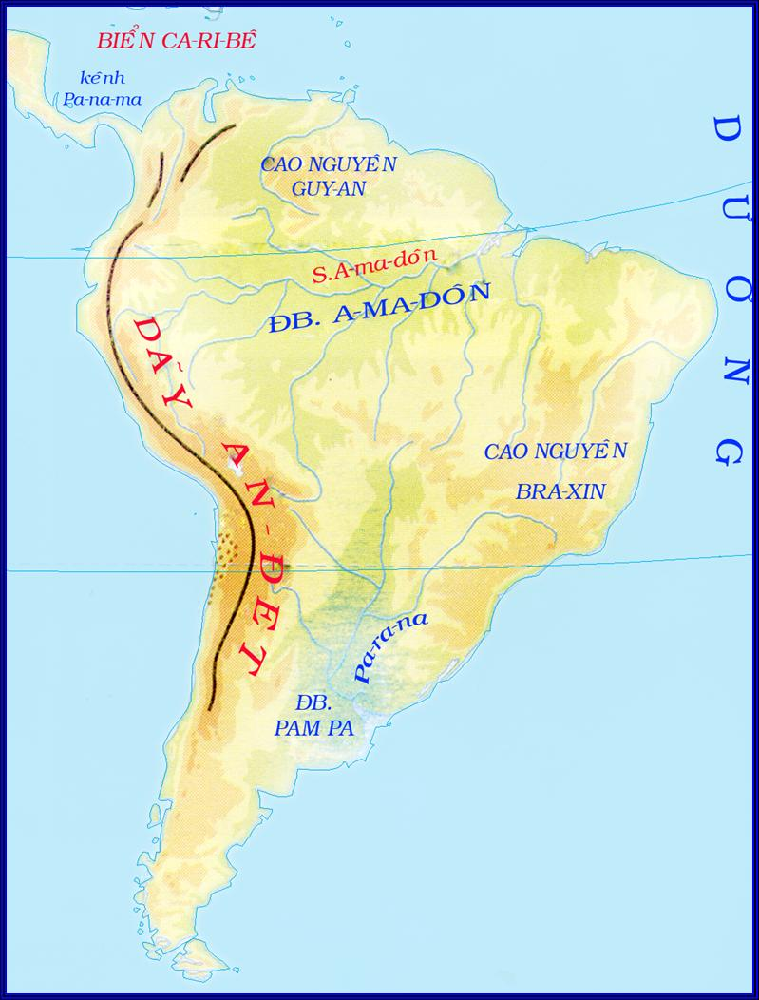 BIỂN CA-RI-BÊ
kênh
Pa-na-ma
CAO NGUYÊN
GUY-AN
S.A-ma-dôn
ĐB. A-MA-DÔN
DÃY AN-ĐET
CAO NGUYÊN
BRA-XIN
Pa-ra-na
ĐB.
PAM PA
DƯƠNG